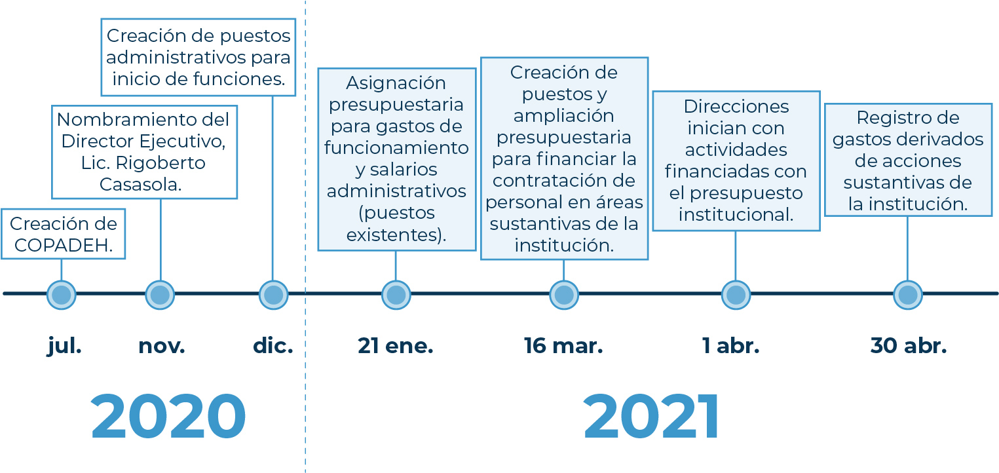 Creación de puestos
administrativos para
inicio de funciones.
Nombramiento del
Director Ejecutivo,
Lic. Rigoberto
Casasola.
Creación de
COPADEH.
Asignación
presupuestaria
para gastos de
funcionamiento
y salarios
administrativos
(puestos
existentes).
Creación de
puestos y
ampliación
presupuestaria
para financiar la
contratación de
personal en áreas
sustantivas de la
institución.
Direcciones
inician con
actividades
financiadas con
el presupuesto
institucional.
Registro de
gastos derivados
de acciones
sustantivas de
la institución.
jul. nov. dic. 21 ene. 16 mar. 1 abr. 30 abr.
2020 2021